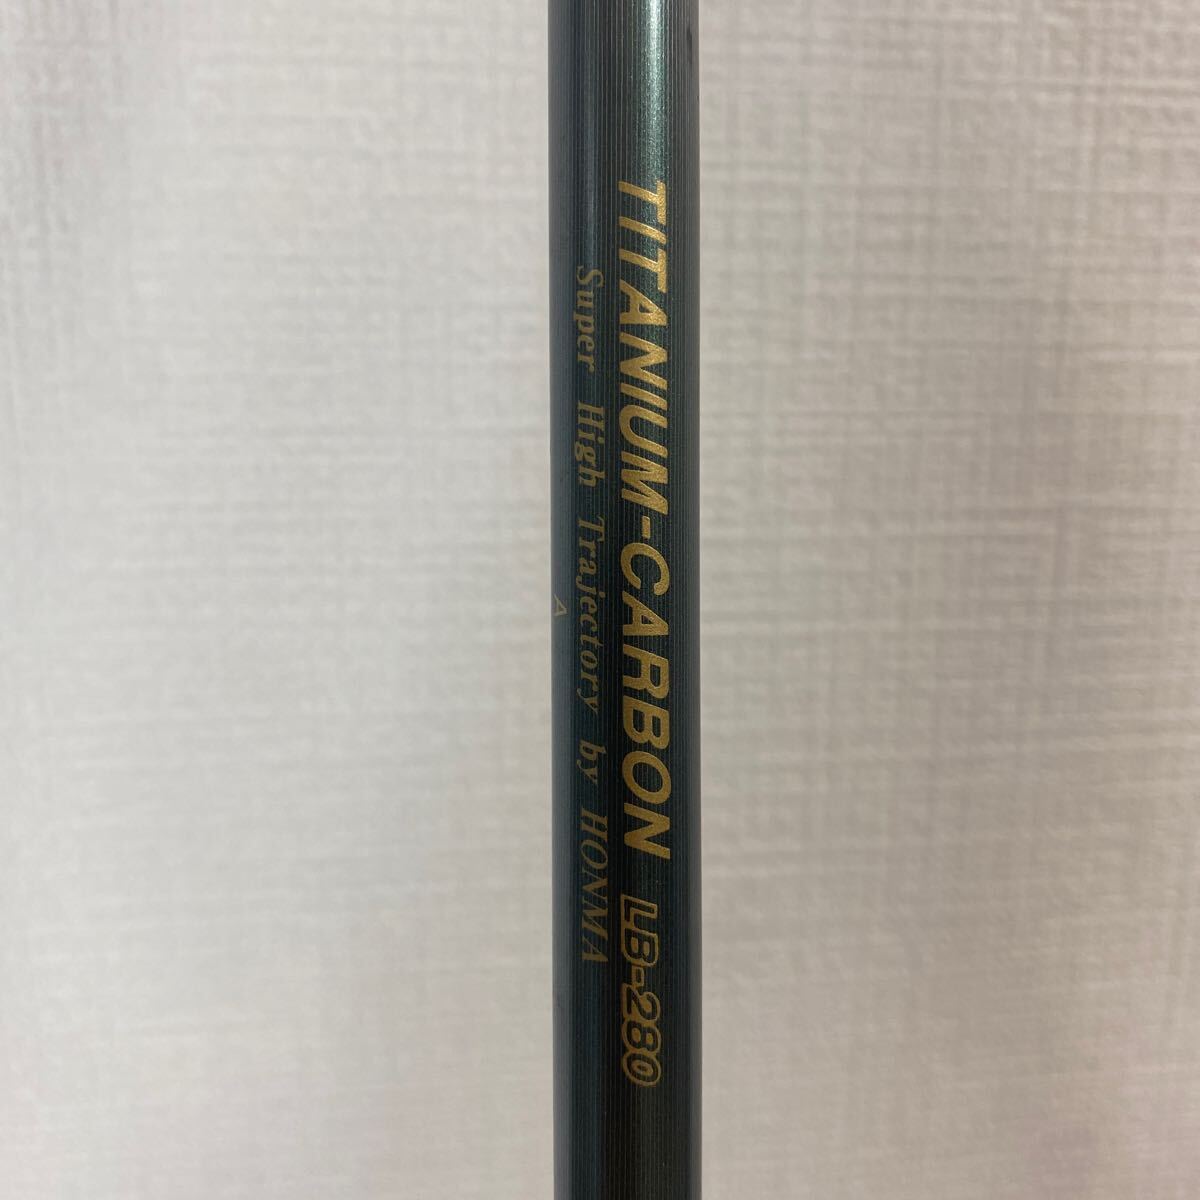 TITANIUM-CARBON LB-280
Super High Trajectory by HONMA
A